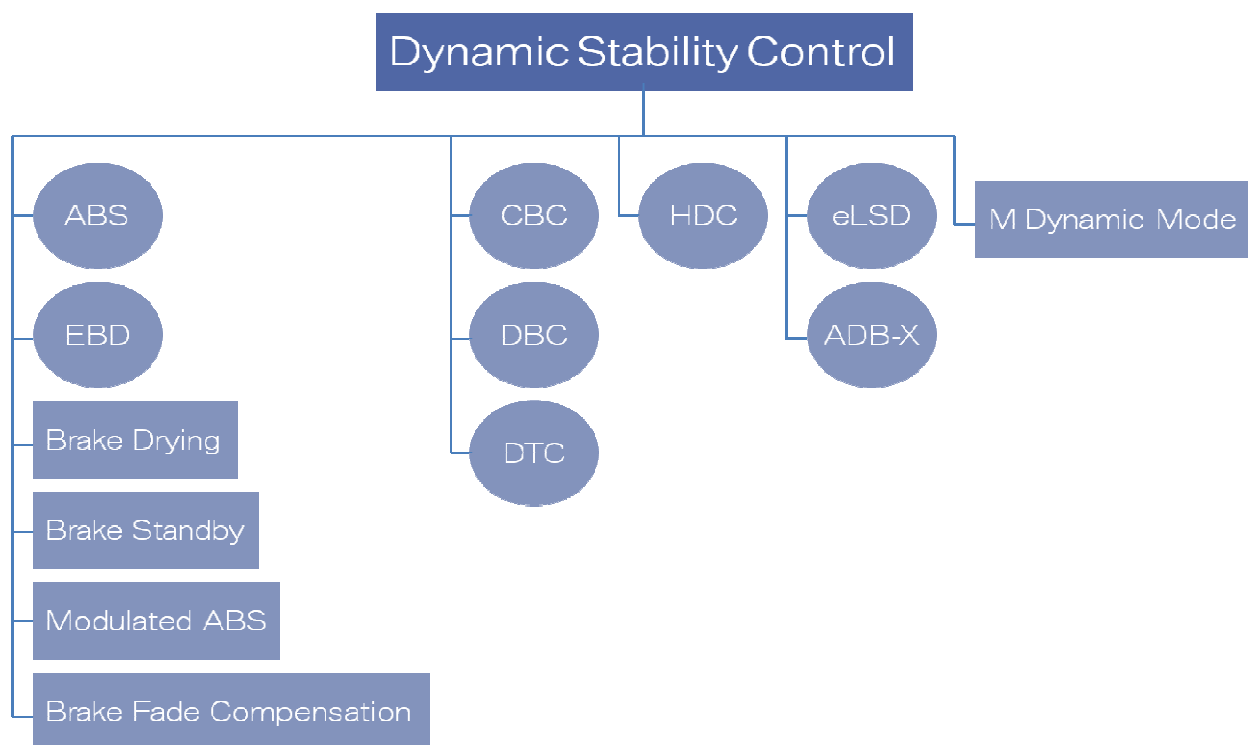 Dynamic Stability Control
ABS
EBD
Brake Drying
Brake Standby
Modulated ABS
Brake Fade Compensation
CBC
DBC
DTC
HDC
eLSD
ADB-X
M Dynamic Mode